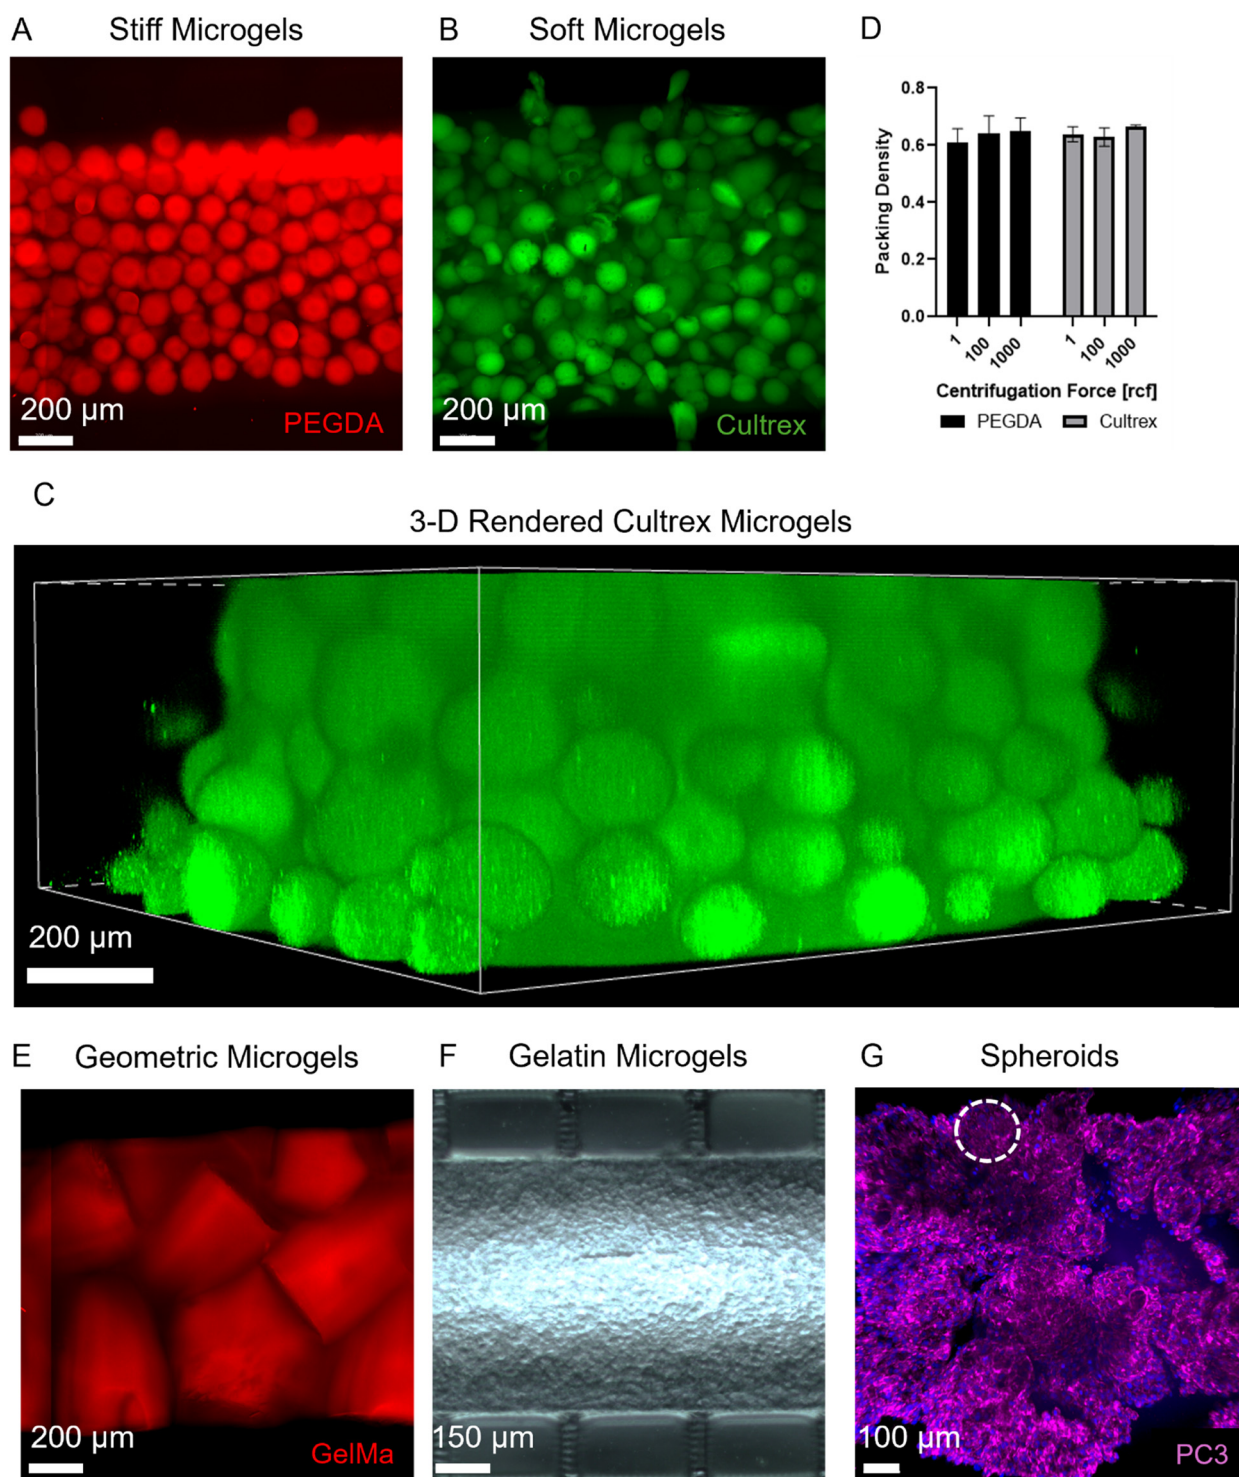 A Stiff Microgels
B Soft Microgels
D
200 µm
PEGDA
200 µm
Cultrex
0.8
0.6
0.4
0.2
0.0
Packing Density
1
100
1000
1
100
1000
Centrifugation Force [rcf]
PEGDA Cultrex
C
3-D Rendered Cultrex Microgels
200 µm
E Geometric Microgels
F Gelatin Microgels
G Spheroids
200 µm
GelMa
150 µm
100 µm
PC3